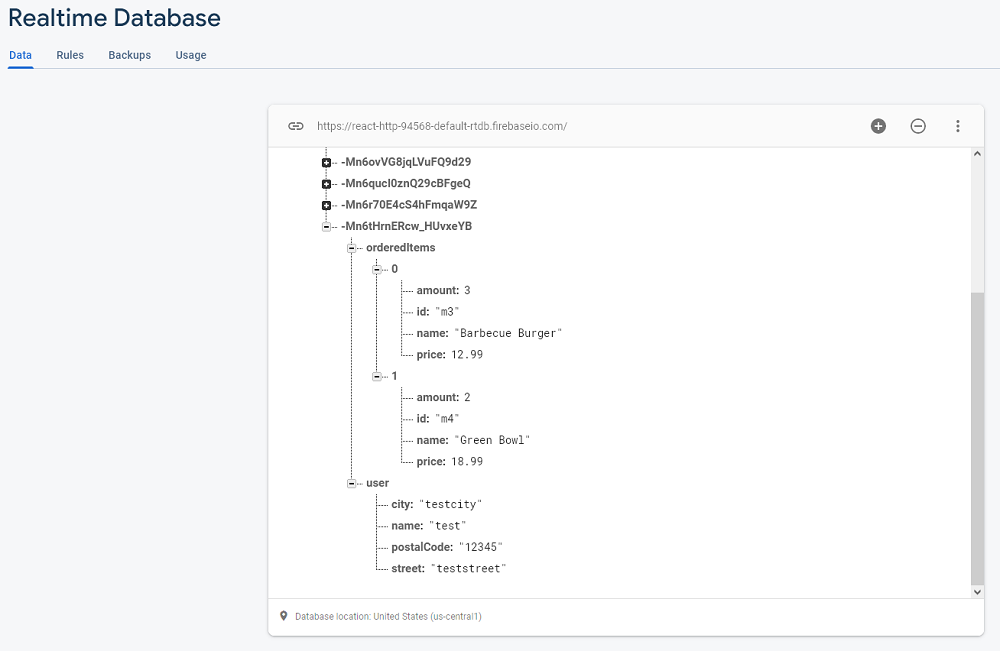 Realtime Database
Data Rules Backups Usage
https://react-http-94568-default-rtdb.firebaseio.com/
-Mn6ovVG8jqLVuFQ9d29
-Mn6qucI0znQ29cBFgeQ
-Mn6r70E4cS4hFmqaW9Z
-Mn6tHrnERcw_HUvxeYB
orderedItems
0
amount: 3
id: "m3"
name: "Barbecue Burger"
price: 12.99
1
amount: 2
id: "m4"
name: "Green Bowl"
price: 18.99
user
city: "testcity"
name: "test"
postalCode: "12345"
street: "teststreet"
Database location: United States (us-central1)